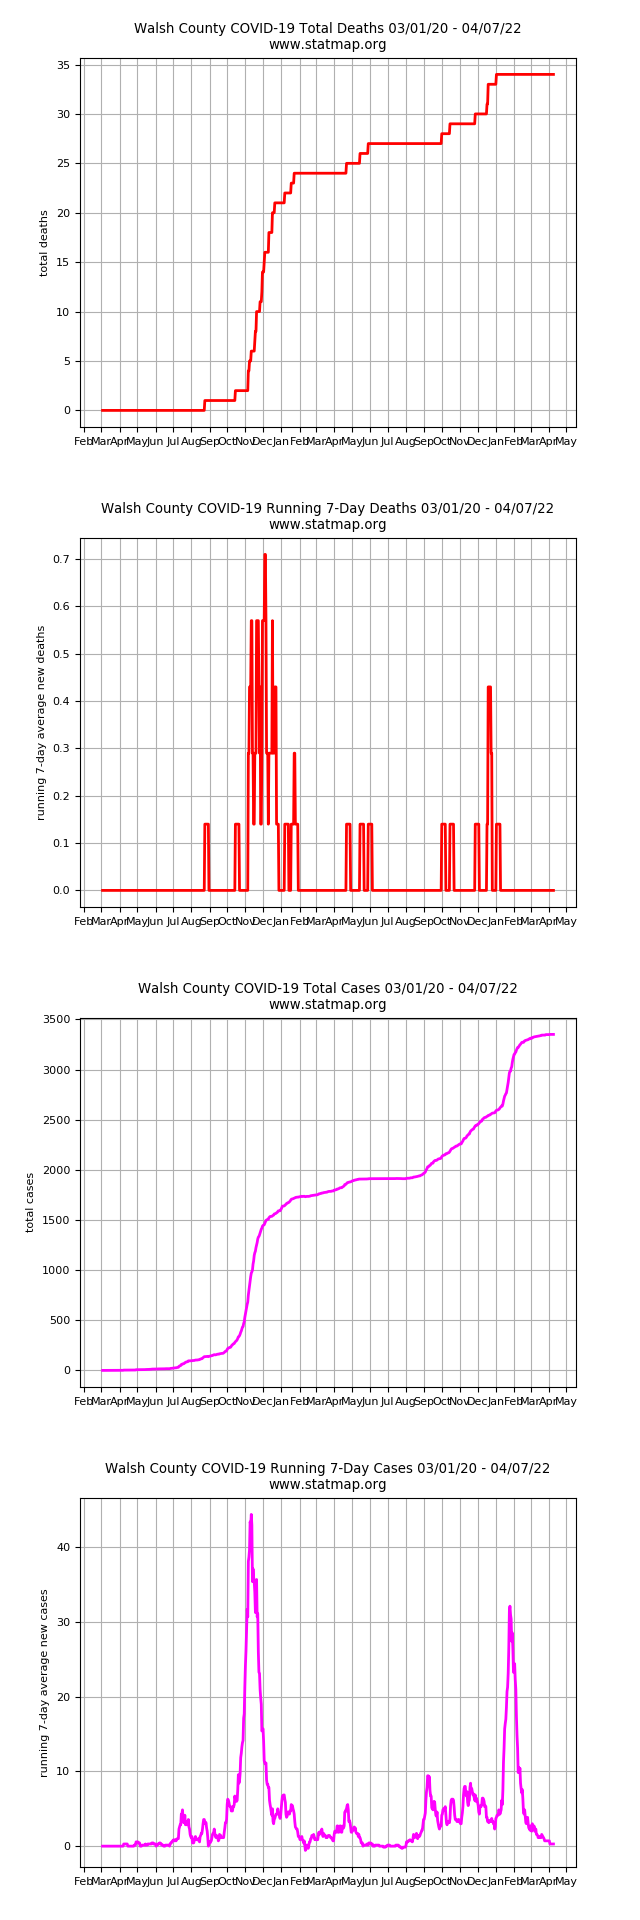 Walsh County COVID-19 Total Deaths 03/01/20 - 04/07/22
www.statmap.org
35
30
25
20
15
10
5
0
total deaths
Feb Mar Apr May Jun Jul Aug Sep Oct Nov Dec Jan Feb Mar Apr May Jun Jul Aug Sep Oct Nov Dec Jan Feb Mar Apr May
Walsh County COVID-19 Running 7-Day Deaths 03/01/20 - 04/07/22
www.statmap.org
0.7
0.6
0.5
0.4
0.3
0.2
0.1
0.0
running 7-day average new deaths
Feb Mar Apr May Jun Jul Aug Sep Oct Nov Dec Jan Feb Mar Apr May Jun Jul Aug Sep Oct Nov Dec Jan Feb Mar Apr May
Walsh County COVID-19 Total Cases 03/01/20 - 04/07/22
www.statmap.org
3500
3000
2500
2000
1500
1000
500
0
total cases
Feb Mar Apr May Jun Jul Aug Sep Oct Nov Dec Jan Feb Mar Apr May Jun Jul Aug Sep Oct Nov Dec Jan Feb Mar Apr May
Walsh County COVID-19 Running 7-Day Cases 03/01/20 - 04/07/22
www.statmap.org
40
30
20
10
0
running 7-day average new cases
Feb Mar Apr May Jun Jul Aug Sep Oct Nov Dec Jan Feb Mar Apr May Jun Jul Aug Sep Oct Nov Dec Jan Feb Mar Apr May